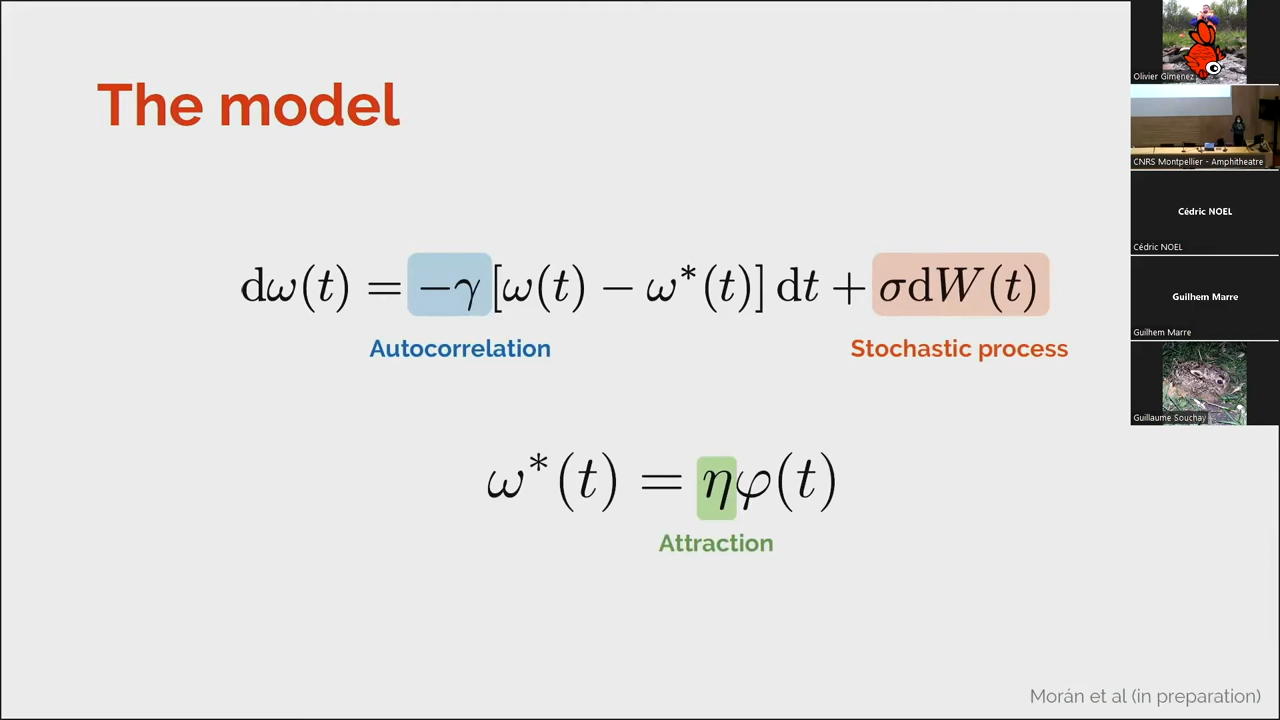 The model
dω(t) = −γ [ω(t) − ω*(t)] dt + σdW(t)
Autocorrelation
Stochastic process
ω*(t) = ηφ(t)
Attraction
Morán et al (in preparation)
Olivier Gimenez
CNRS Montpellier - Amphitheatre
Cédric NOEL
Cédric NOEL
Guilhem Marre
Guilhem Marre
Guillaume Souchay